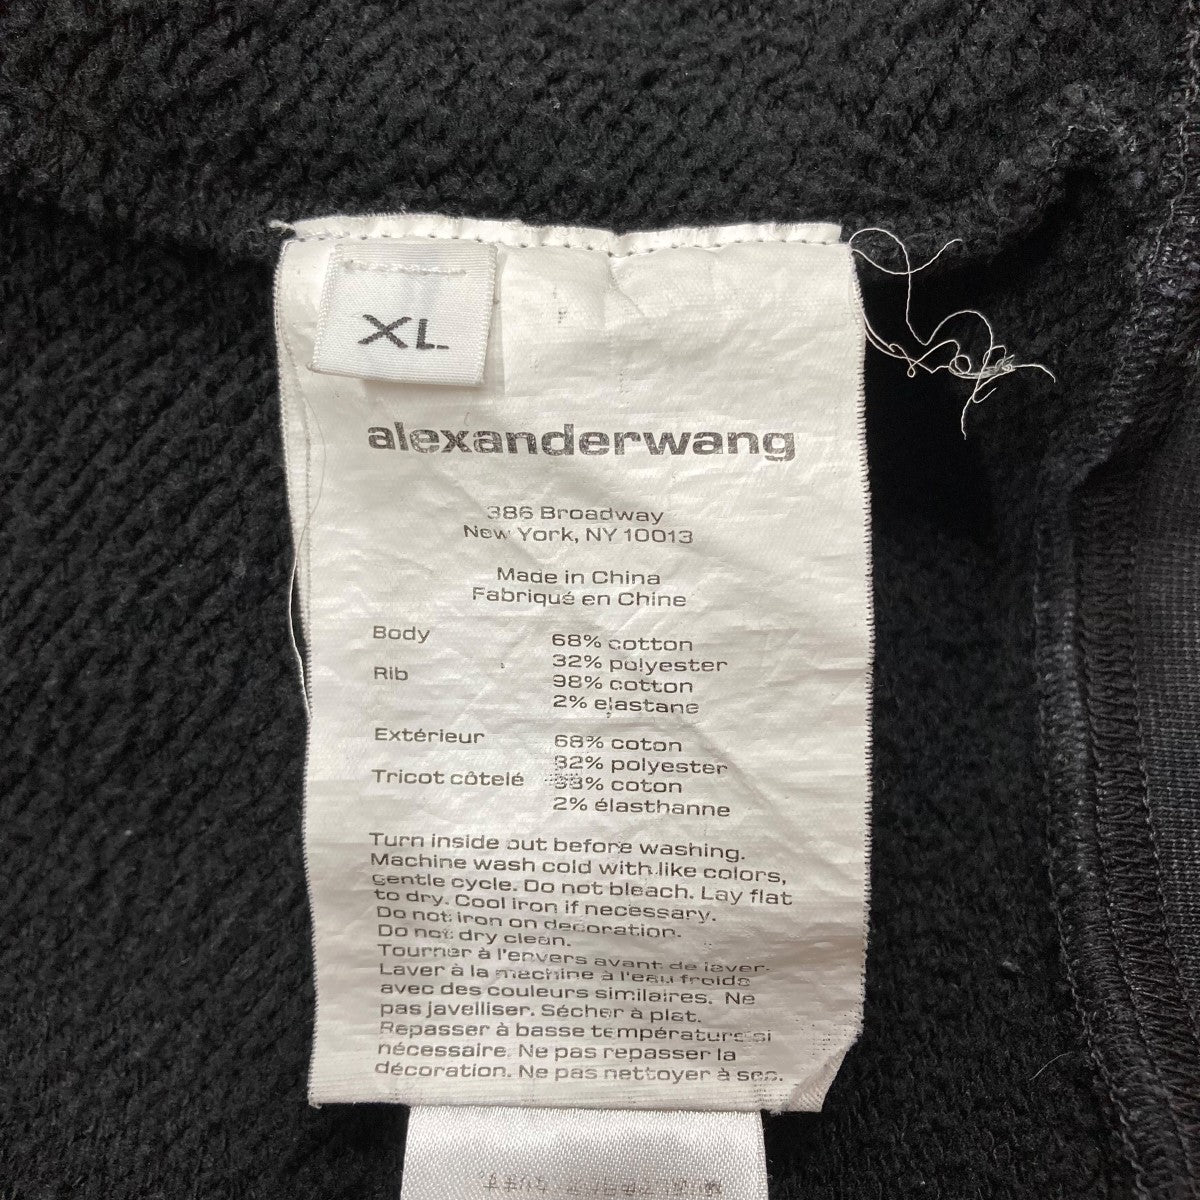 XL
alexanderwang
386 Broadway
New York, NY 10013
Made in China
Fabriqué en Chine
Body 68% cotton
32% polyester
Rib 98% cotton
2% elastane
Extérieur 68% coton
32% polyester
Tricot côtelé 98% coton
2% élasthanne
Turn inside out before washing.
Machine wash cold with like colors,
gentle cycle. Do not bleach. Lay flat
to dry. Cool iron if necessary.
Do not iron on decoration.
Do not dry clean.
Tourner à l'envers avant de laver.
Laver à la machine à l'eau froide
avec des couleurs similaires. Ne
pas javelliser. Sécher à plat.
Repasser à basse température si
nécessaire. Ne pas repasser la
décoration. Ne pas nettoyer à sec.